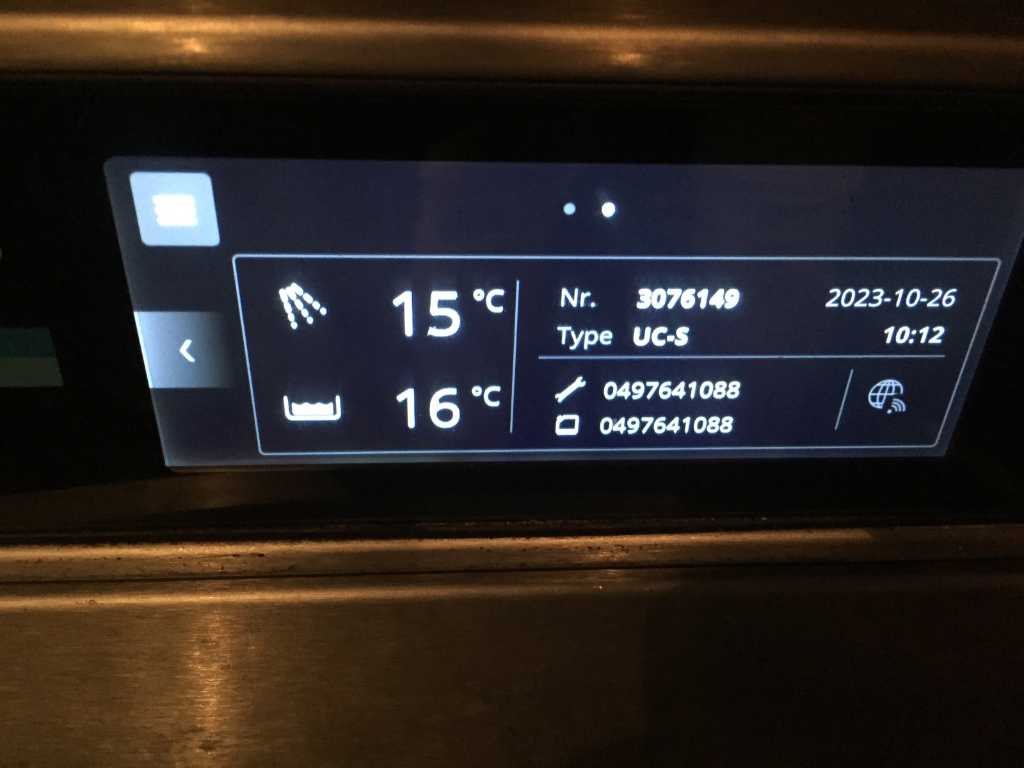 15 °C
16 °C
Nr. 3076149 2023-10-26
Type UC-S 10:12
0497641088
0497641088